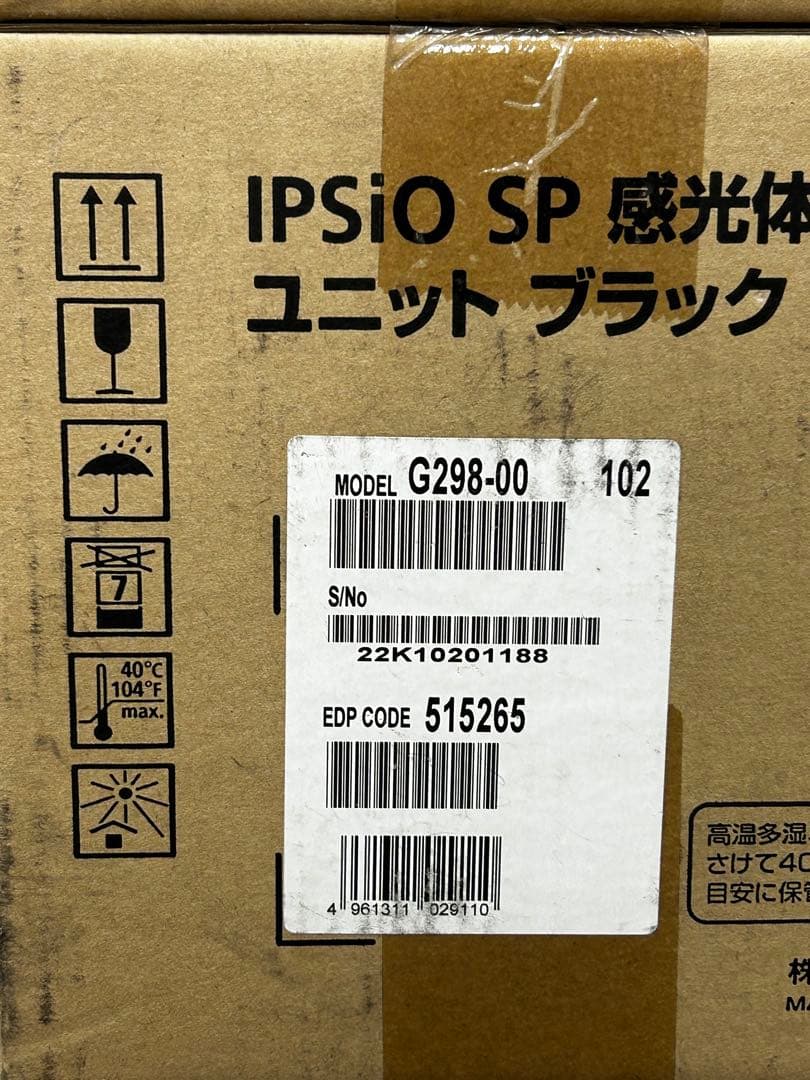 IPSiO SP 感光体
ユニット ブラック
7
40°C
104°F
max.
MODEL G298-00 102
S/No
22K10201188
EDP CODE 515265
4 961311 029110
高温多湿
さけて40
目安に保管
株
MA